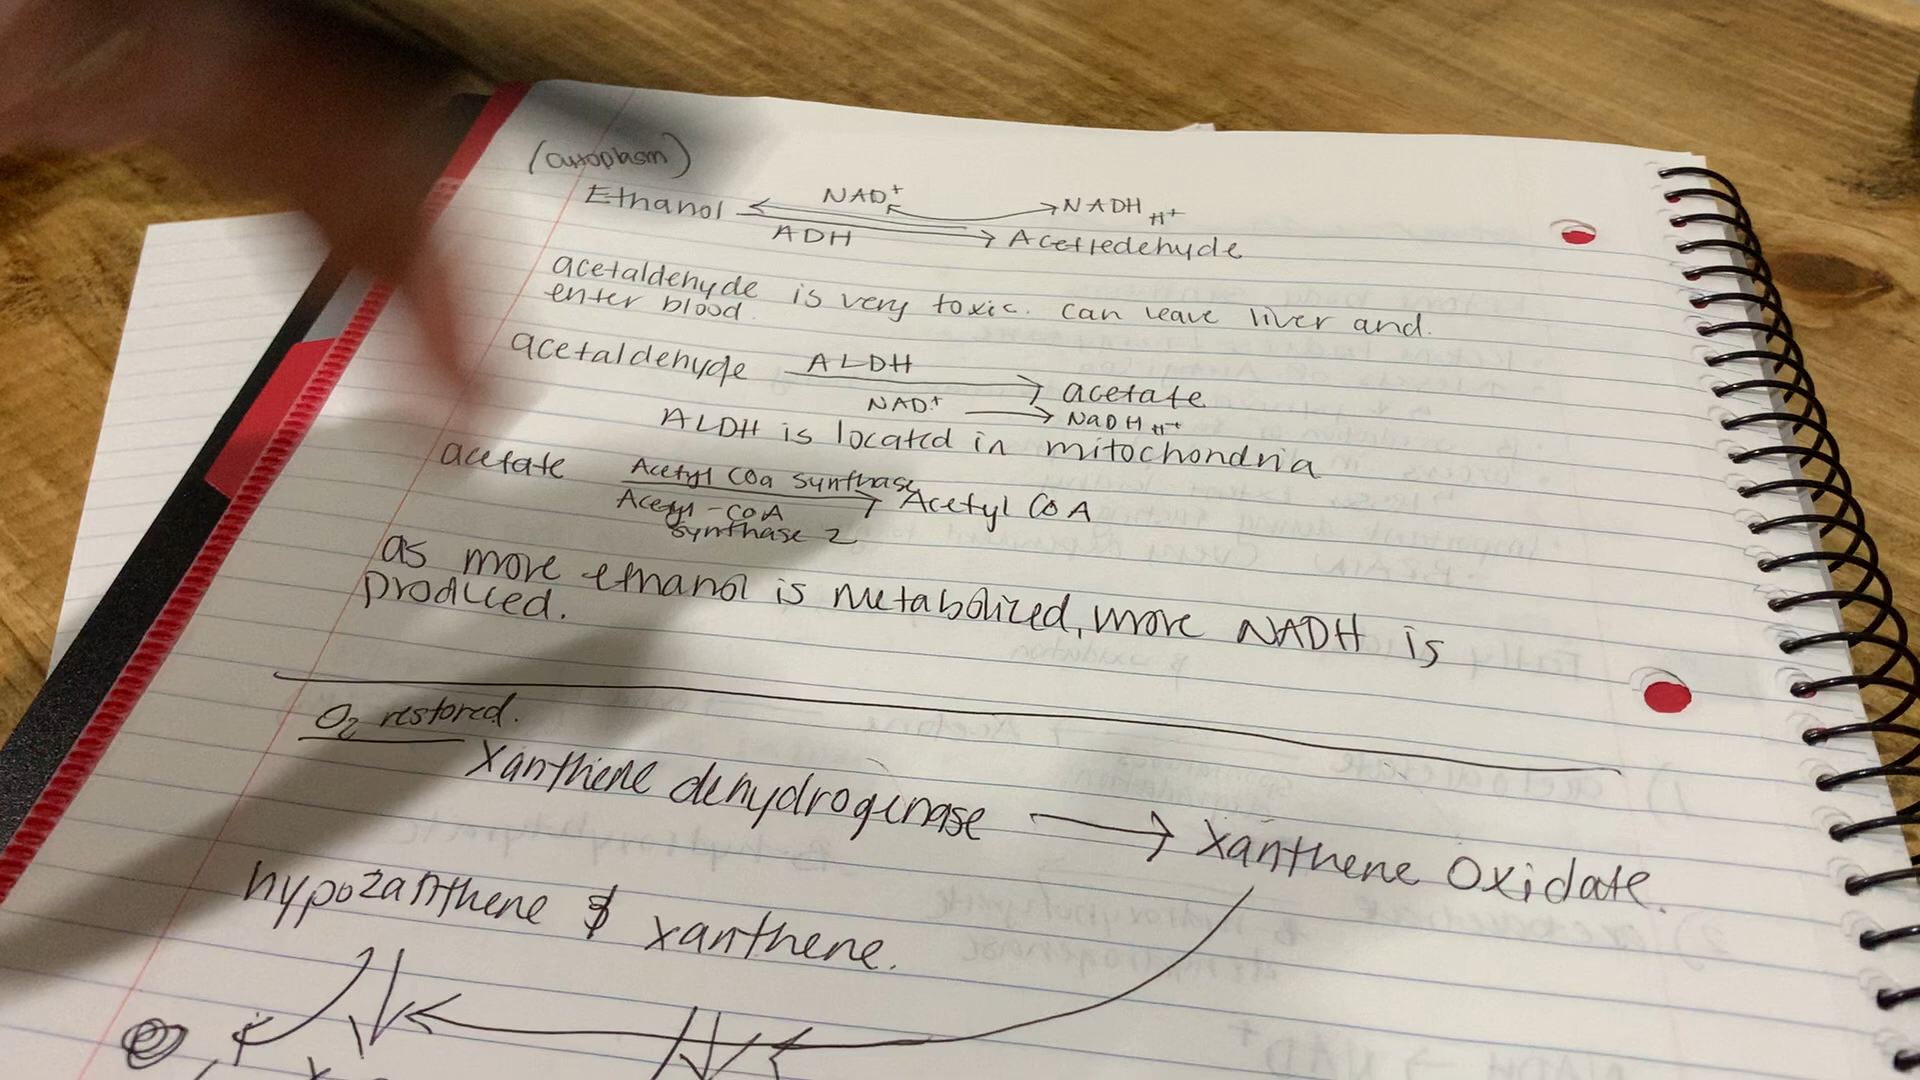 (cytoplasm)
NAD+ NADH H+
Ethanol
ADH Acetledehyde
acetaldehyde is very toxic. can leave liver and.
enter blood.
acetaldehyde ALDH acetate
NAD+ NaDH H+
ALDH is located in mitochondria
acetate Acetyl COa synthase Acetyl COA
Acetyl-COA
synthase 2
as more ethanol is metabolized, more NADH is
produced.
O2 restored.
Xanthene dehydrogenase → Xanthene Oxidate.
hypozanthene & xanthene.